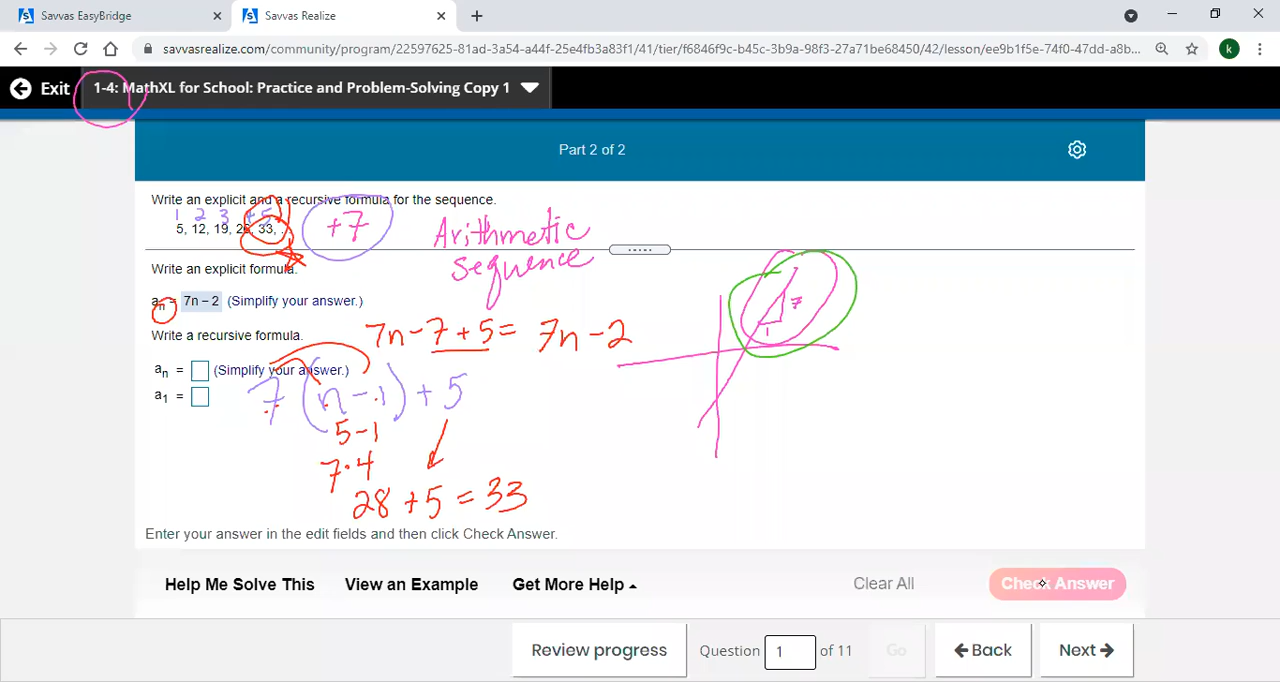 Savvas EasyBridge
Savvas Realize
savvasrealize.com/community/program/22597625-81ad-3a54-a44f-25e4fb3a83f1/41/tier/f6846f9c-b45c-3b9a-98f3-27a71be68450/42/lesson/ee9b1f5e-74f0-47dd-a8b...
k
Exit
1-4: MathXL for School: Practice and Problem-Solving Copy 1
Part 2 of 2
Write an explicit and a recursive formula for the sequence.
1 2 3 4 5
5, 12, 19, 26, 33, ...
+7
Arithmetic
sequence
Write an explicit formula.
an = 7n − 2 (Simplify your answer.)
7
1
Write a recursive formula.
7n - 7 + 5 = 7n - 2
an = (Simplify your answer.)
a1 =
7 (n - 1) + 5
5 - 1
7 · 4
28 + 5 = 33
Enter your answer in the edit fields and then click Check Answer.
Help Me Solve This
View an Example
Get More Help
Clear All
Check Answer
Review progress
Question 1 of 11
Go
Back
Next